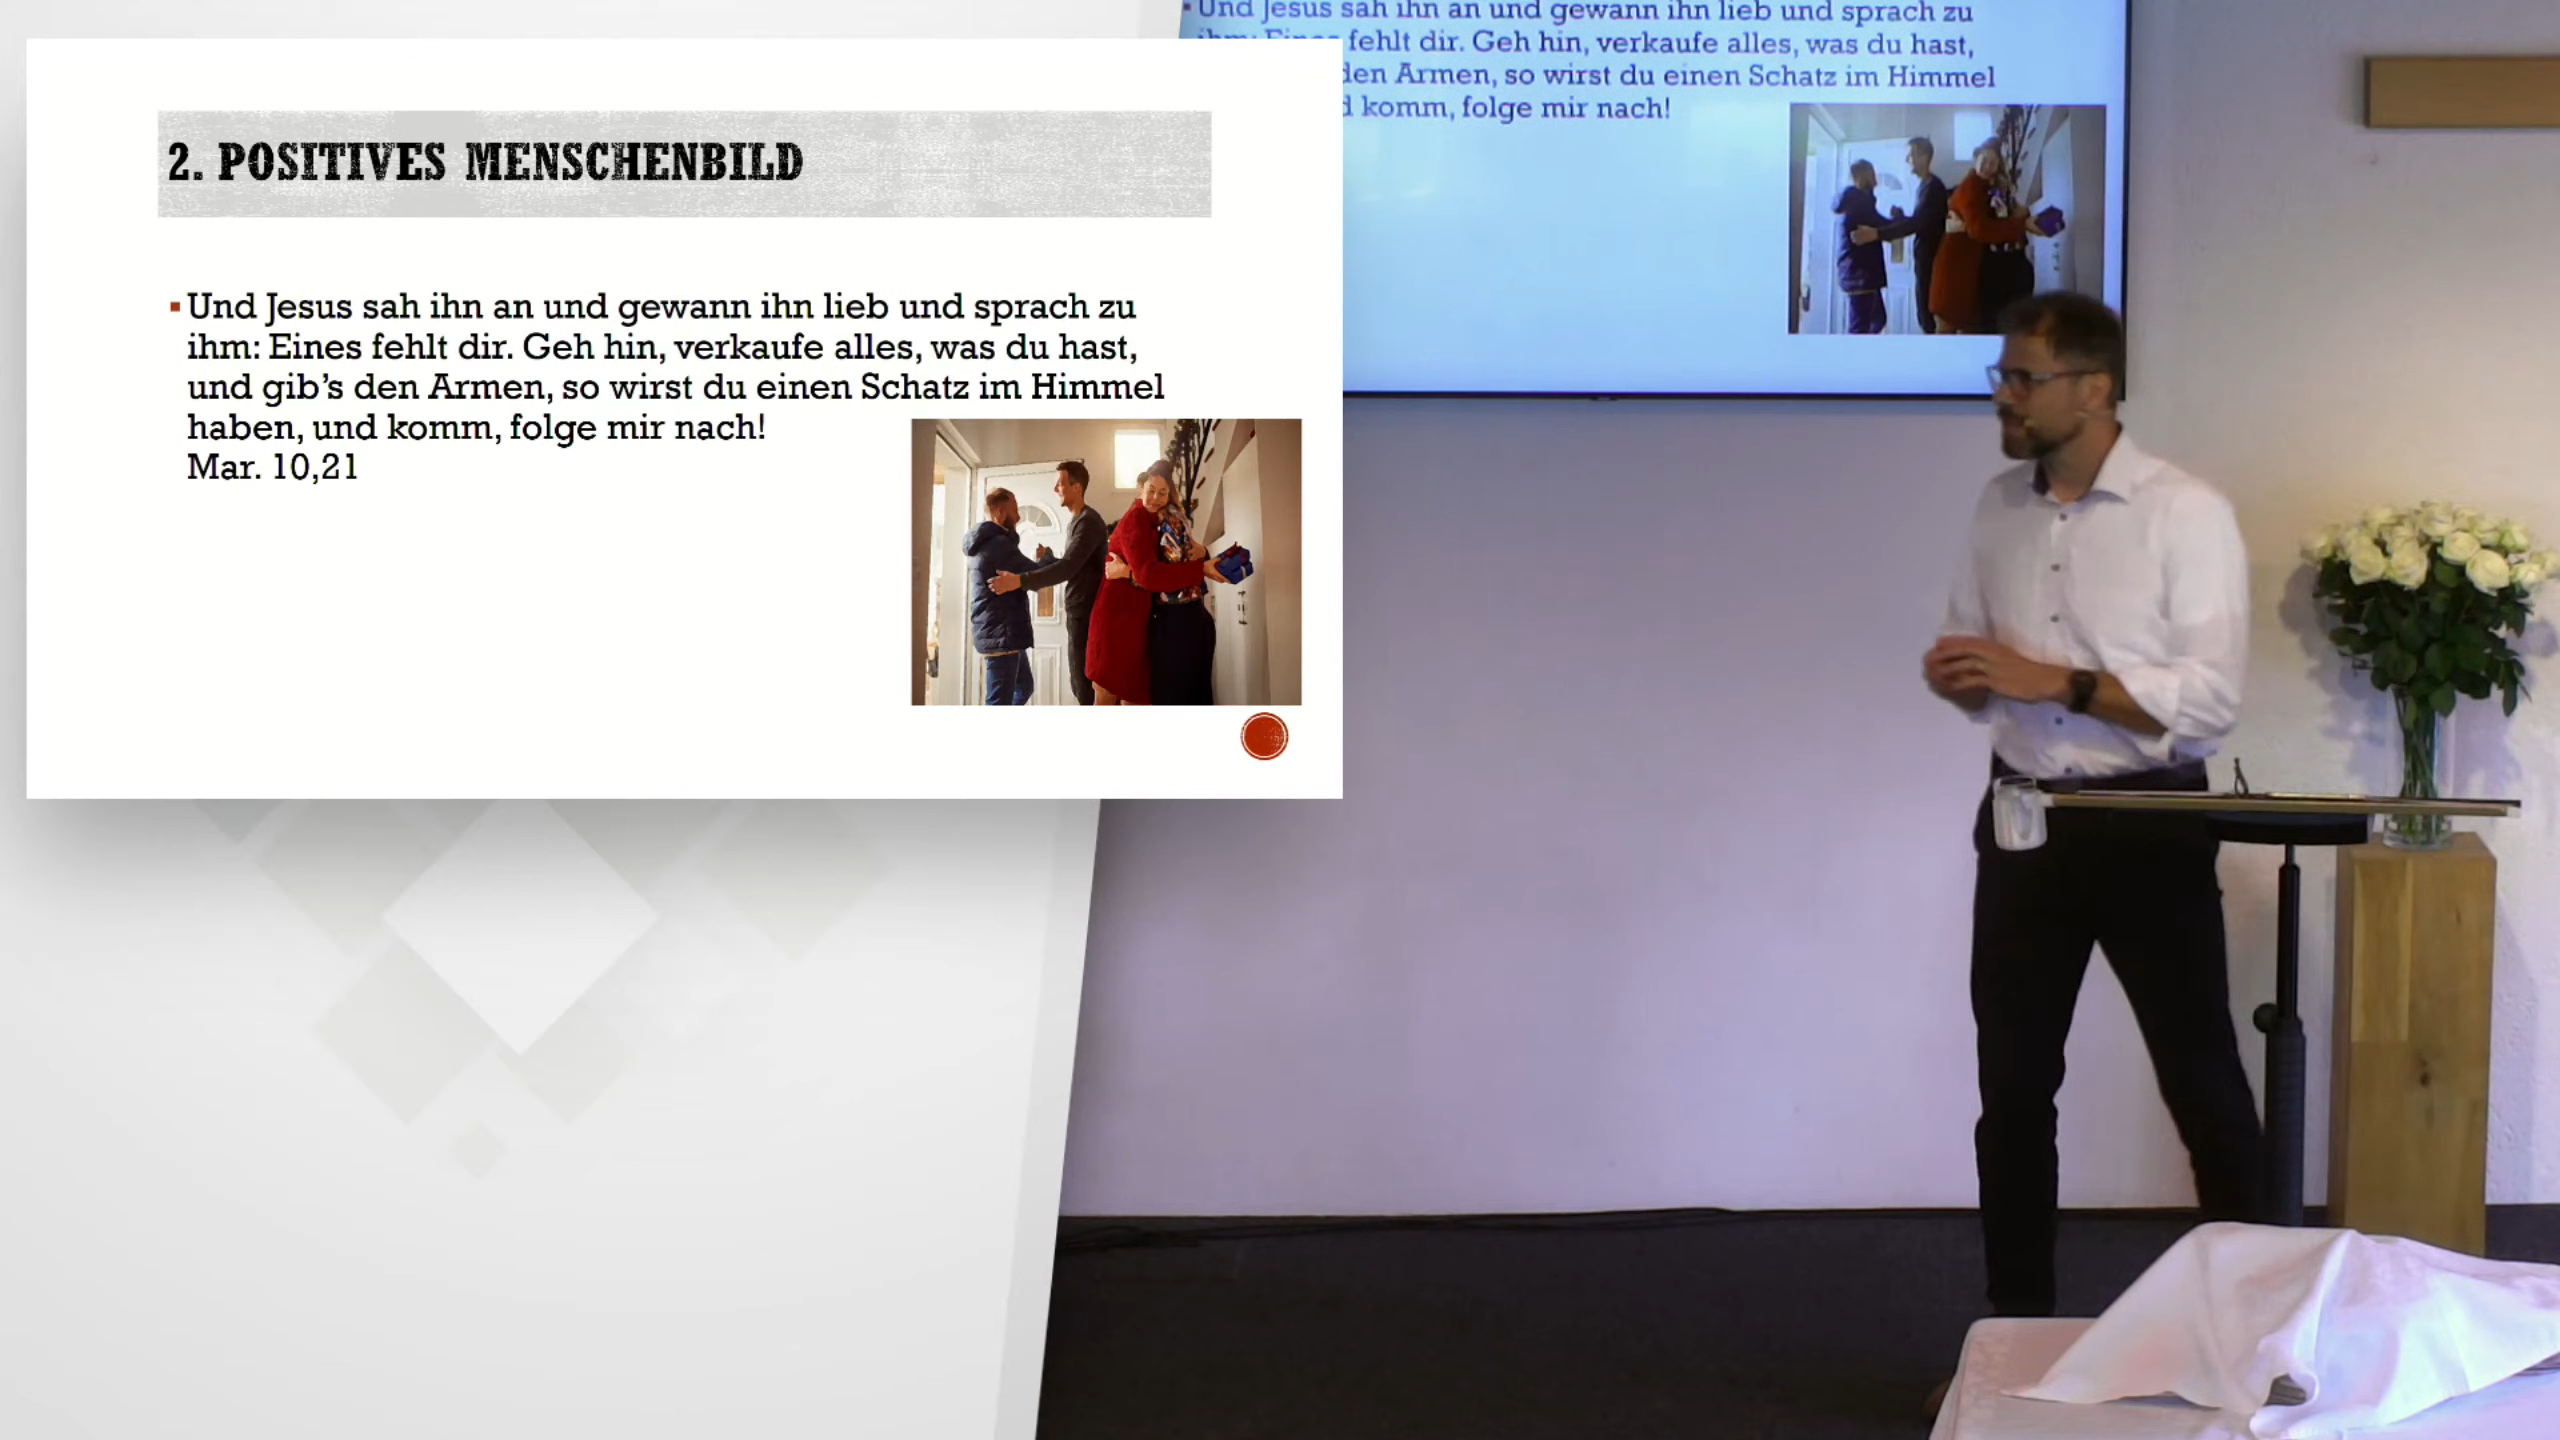 2. POSITIVES MENSCHENBILD
Und Jesus sah ihn an und gewann ihn lieb und sprach zu
ihm: Eines fehlt dir. Geh hin, verkaufe alles, was du hast,
und gib's den Armen, so wirst du einen Schatz im Himmel
haben, und komm, folge mir nach!
Mar. 10,21
Und Jesus sah ihn an und gewann ihn lieb und sprach zu
fehlt dir. Geh hin, verkaufe alles, was du hast,
den Armen, so wirst du einen Schatz im Himmel
komm, folge mir nach!